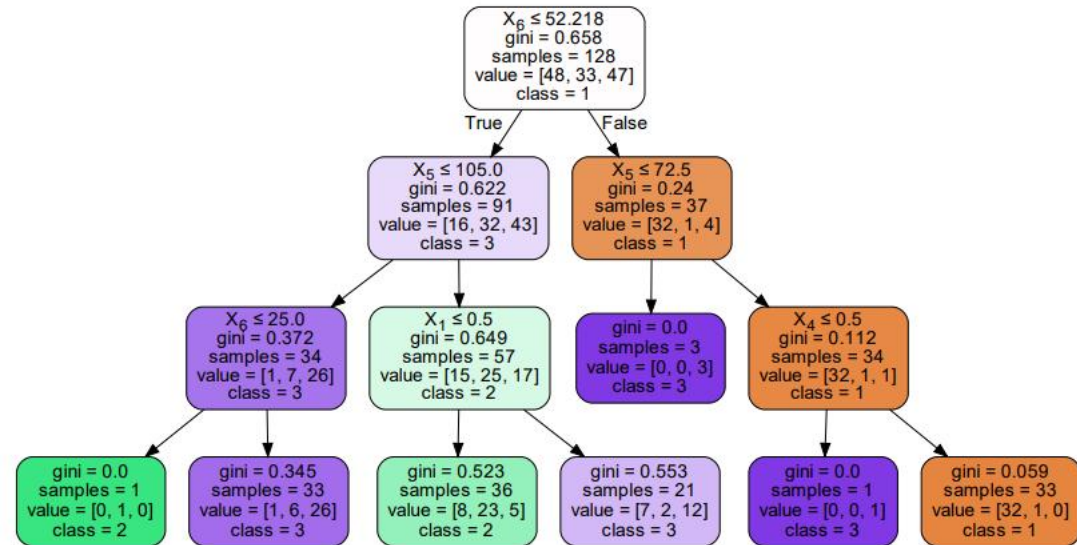 X₆ ≤ 52.218
gini = 0.658
samples = 128
value = [48, 33, 47]
class = 1
True
False
X₅ ≤ 105.0
gini = 0.622
samples = 91
value = [16, 32, 43]
class = 3
X₅ ≤ 72.5
gini = 0.24
samples = 37
value = [32, 1, 4]
class = 1
X₆ ≤ 25.0
gini = 0.372
samples = 34
value = [1, 7, 26]
class = 3
X₁ ≤ 0.5
gini = 0.649
samples = 57
value = [15, 25, 17]
class = 2
gini = 0.0
samples = 3
value = [0, 0, 3]
class = 3
X₄ ≤ 0.5
gini = 0.112
samples = 34
value = [32, 1, 1]
class = 1
gini = 0.0
samples = 1
value = [0, 1, 0]
class = 2
gini = 0.345
samples = 33
value = [1, 6, 26]
class = 3
gini = 0.523
samples = 36
value = [8, 23, 5]
class = 2
gini = 0.553
samples = 21
value = [7, 2, 12]
class = 3
gini = 0.0
samples = 1
value = [0, 0, 1]
class = 3
gini = 0.059
samples = 33
value = [32, 1, 0]
class = 1